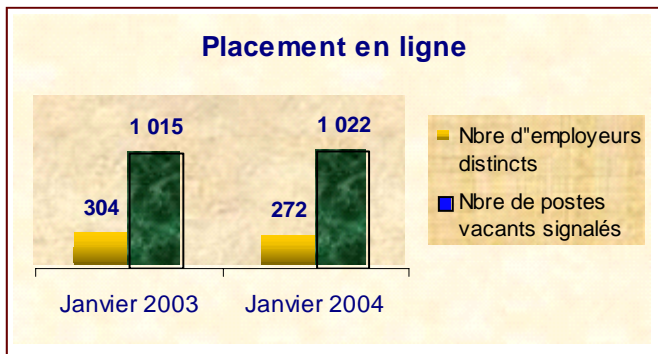 Placement en ligne
1 015
1 022
304
272
Nbre d"employeurs
distincts
Nbre de postes
vacants signalés
Janvier 2003
Janvier 2004